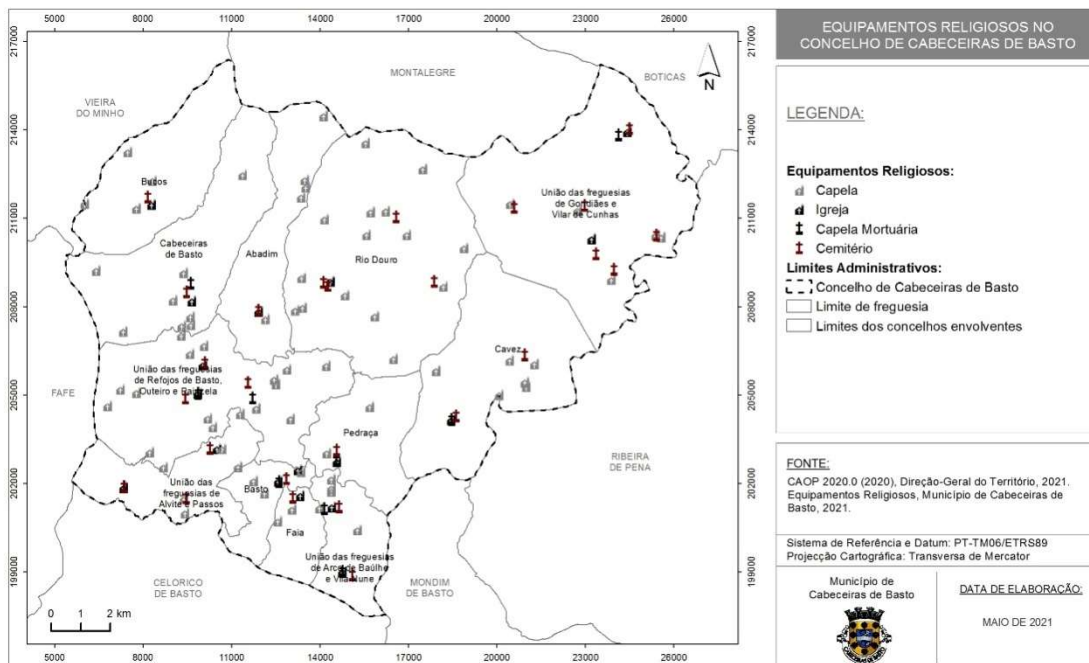 EQUIPAMENTOS RELIGIOSOS NO
CONCELHO DE CABECEIRAS DE BASTO
LEGENDA:
Equipamentos Religiosos:
Capela
Igreja
Capela Mortuária
Cemitério
Limites Administrativos:
Concelho de Cabeceiras de Basto
Limite de freguesia
Limites dos concelhos envolventes
FONTE:
CAOP 2020.0 (2020), Direção-Geral do Território, 2021.
Equipamentos Religiosos, Município de Cabeceiras
de Basto, 2021.
Sistema de Referência e Datum: PT-TM06/ETRS89
Projecção Cartográfica: Transversa de Mercator
Município de
Cabeceiras de Basto
DATA DE ELABORAÇÃO:
MAIO DE 2021
5000 8000 11000 14000 17000 20000 23000 26000
217000
214000
211000
208000
205000
202000
199000
MONTALEGRE
BOTICAS
VIEIRA
DO MINHO
N
Bucos
União das freguesias
de Gondiães e
Vilar de Cunhas
Cabeceiras
de Basto
Abadim
Rio Douro
Cavez
União das freguesias
de Refojos de Basto,
Outeiro e Painzela
FAFE
Pedraça
RIBEIRA
DE PENA
União das
freguesias de
Alvite e Passos
Basto
Faia
União das freguesias
de Arco de Baúlhe
e Vila Nune
CELORICO
DE BASTO
MONDIM
DE BASTO
0 1 2 km
217000
214000
211000
208000
205000
202000
199000
5000 8000 11000 14000 17000 20000 23000 26000